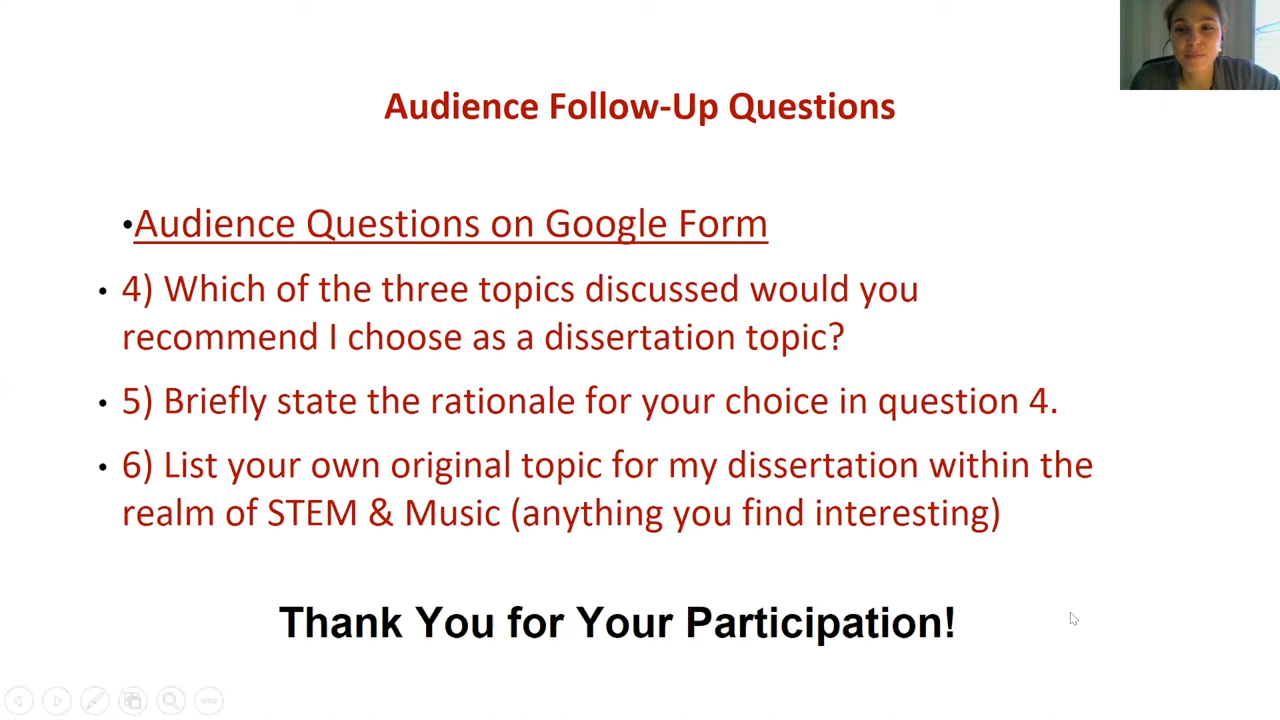 Audience Follow-Up Questions
•Audience Questions on Google Form
• 4) Which of the three topics discussed would you
recommend I choose as a dissertation topic?
• 5) Briefly state the rationale for your choice in question 4.
• 6) List your own original topic for my dissertation within the
realm of STEM & Music (anything you find interesting)
Thank You for Your Participation!